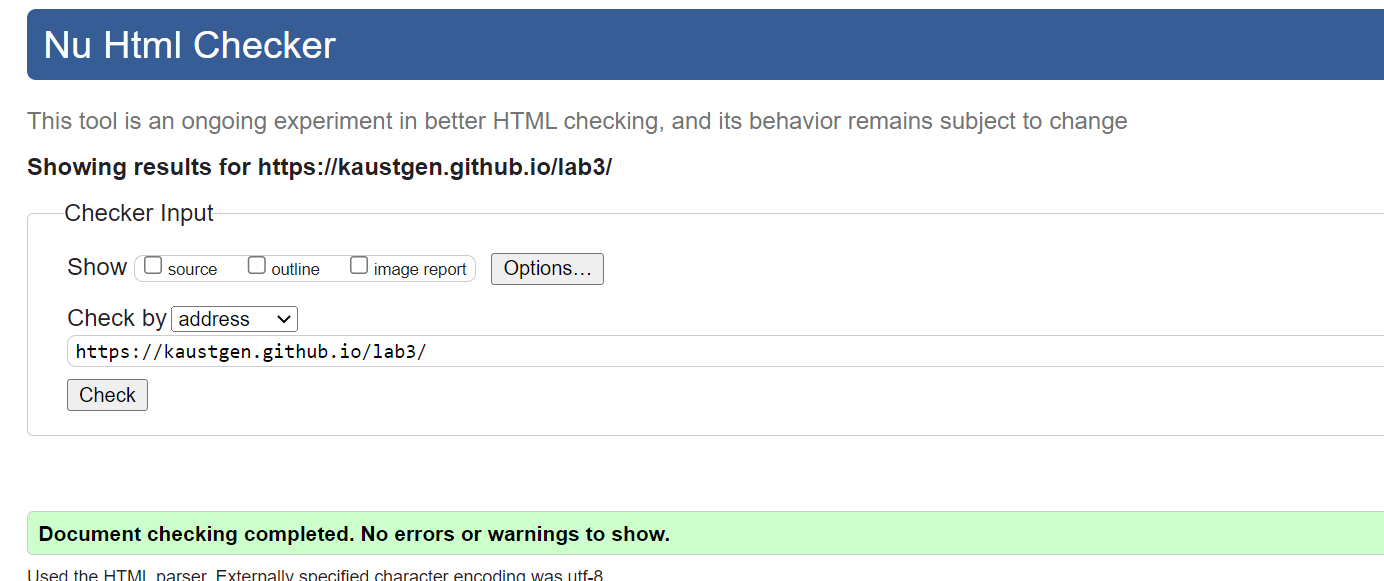 Nu Html Checker
This tool is an ongoing experiment in better HTML checking, and its behavior remains subject to change
Showing results for https://kaustgen.github.io/lab3/
Checker Input
Show source outline image report Options...
Check by address
https://kaustgen.github.io/lab3/
Check
Document checking completed. No errors or warnings to show.
Used the HTML parser. Externally specified character encoding was utf-8